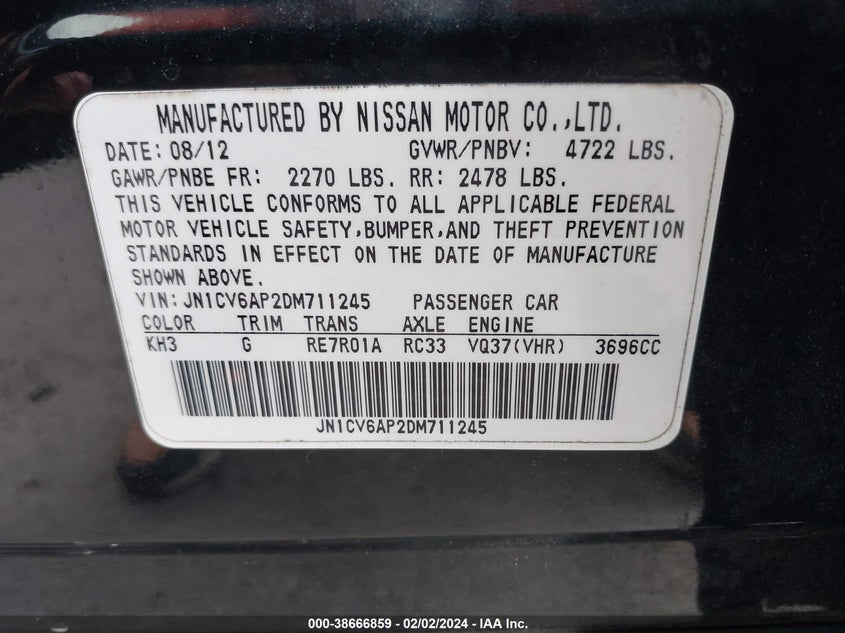 MANUFACTURED BY NISSAN MOTOR CO.,LTD.
DATE: 08/12 GVWR/PNBV: 4722 LBS.
GAWR/PNBE FR: 2270 LBS. RR: 2478 LBS.
THIS VEHICLE CONFORMS TO ALL APPLICABLE FEDERAL
MOTOR VEHICLE SAFETY,BUMPER,AND THEFT PREVENTION
STANDARDS IN EFFECT ON THE DATE OF MANUFACTURE
SHOWN ABOVE.
VIN: JN1CV6AP2DM711245 PASSENGER CAR
COLOR TRIM TRANS AXLE ENGINE
KH3 G RE7R01A RC33 VQ37(VHR) 3696CC
JN1CV6AP2DM711245
000-38666859 — 02/02/2024 — IAA Inc.